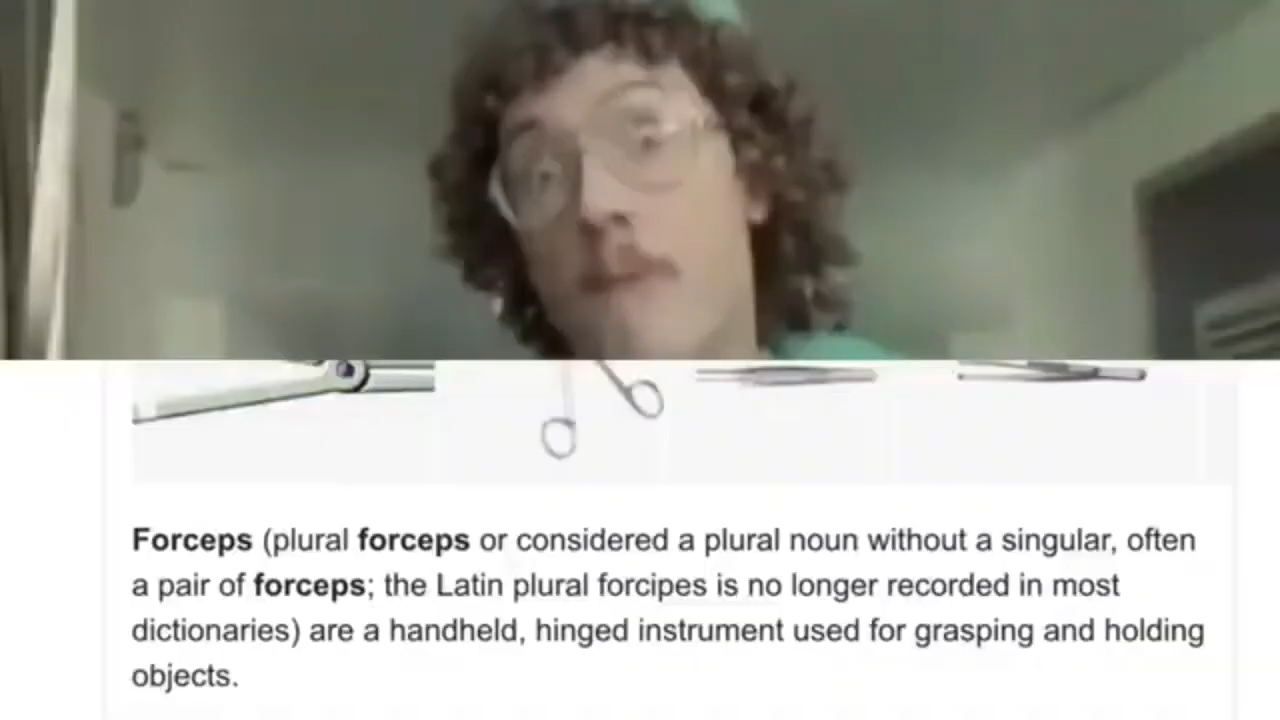 Forceps (plural forceps or considered a plural noun without a singular, often
a pair of forceps; the Latin plural forcipes is no longer recorded in most
dictionaries) are a handheld, hinged instrument used for grasping and holding
objects.